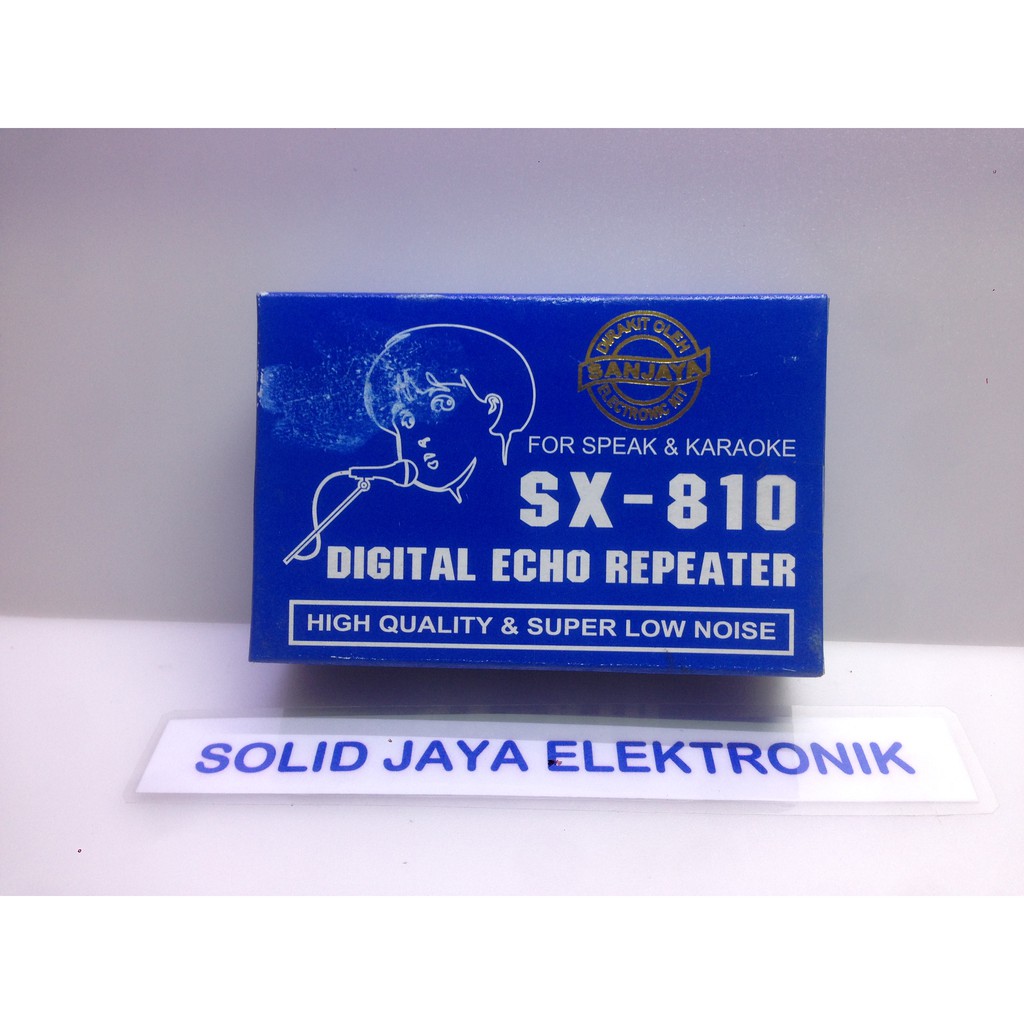 DIRAKIT OLEH
SANJAYA
ELECTRONIC KIT
FOR SPEAK & KARAOKE
SX-810
DIGITAL ECHO REPEATER
HIGH QUALITY & SUPER LOW NOISE
SOLID JAYA ELEKTRONIK